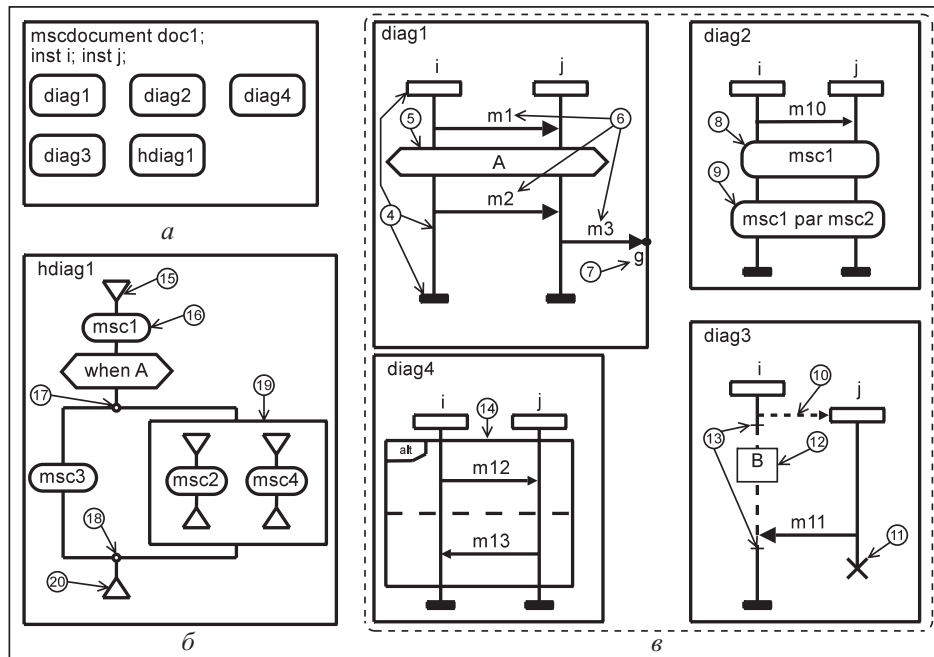 mscdocument doc1;
inst i; inst j;
diag1 diag2 diag4
diag3 hdiag1
а
hdiag1
15
msc1 16
when A
17 19
msc3 msc2 msc4
18
20
б
diag1
i j
m1
5 6
A
m2
4
m3
g
7
diag2
i j
m10
8
msc1
9
msc1 par msc2
diag4
i j
14
alt
m12
m13
diag3
i 10 j
13 B 12
m11
11
в